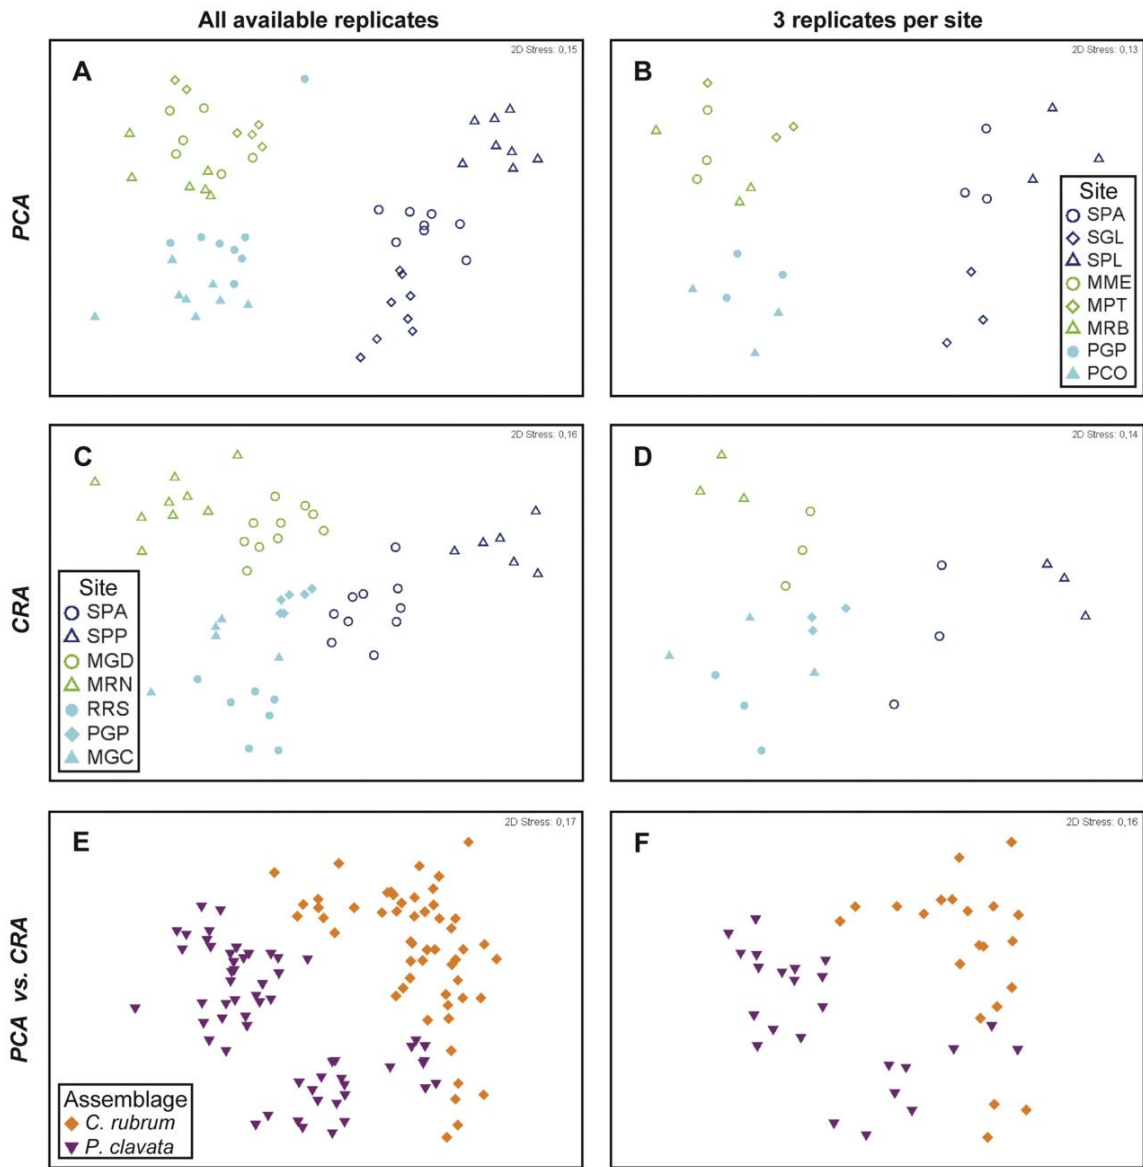 All available replicates
3 replicates per site
PCA
A
2D Stress: 0,15
B
2D Stress: 0,13
Site
SPA
SGL
SPL
MME
MPT
MRB
PGP
PCO
CRA
C
2D Stress: 0,16
Site
SPA
SPP
MGD
MRN
RRS
PGP
MGC
D
2D Stress: 0,14
PCA vs. CRA
E
2D Stress: 0,17
Assemblage
C. rubrum
P. clavata
F
2D Stress: 0,16